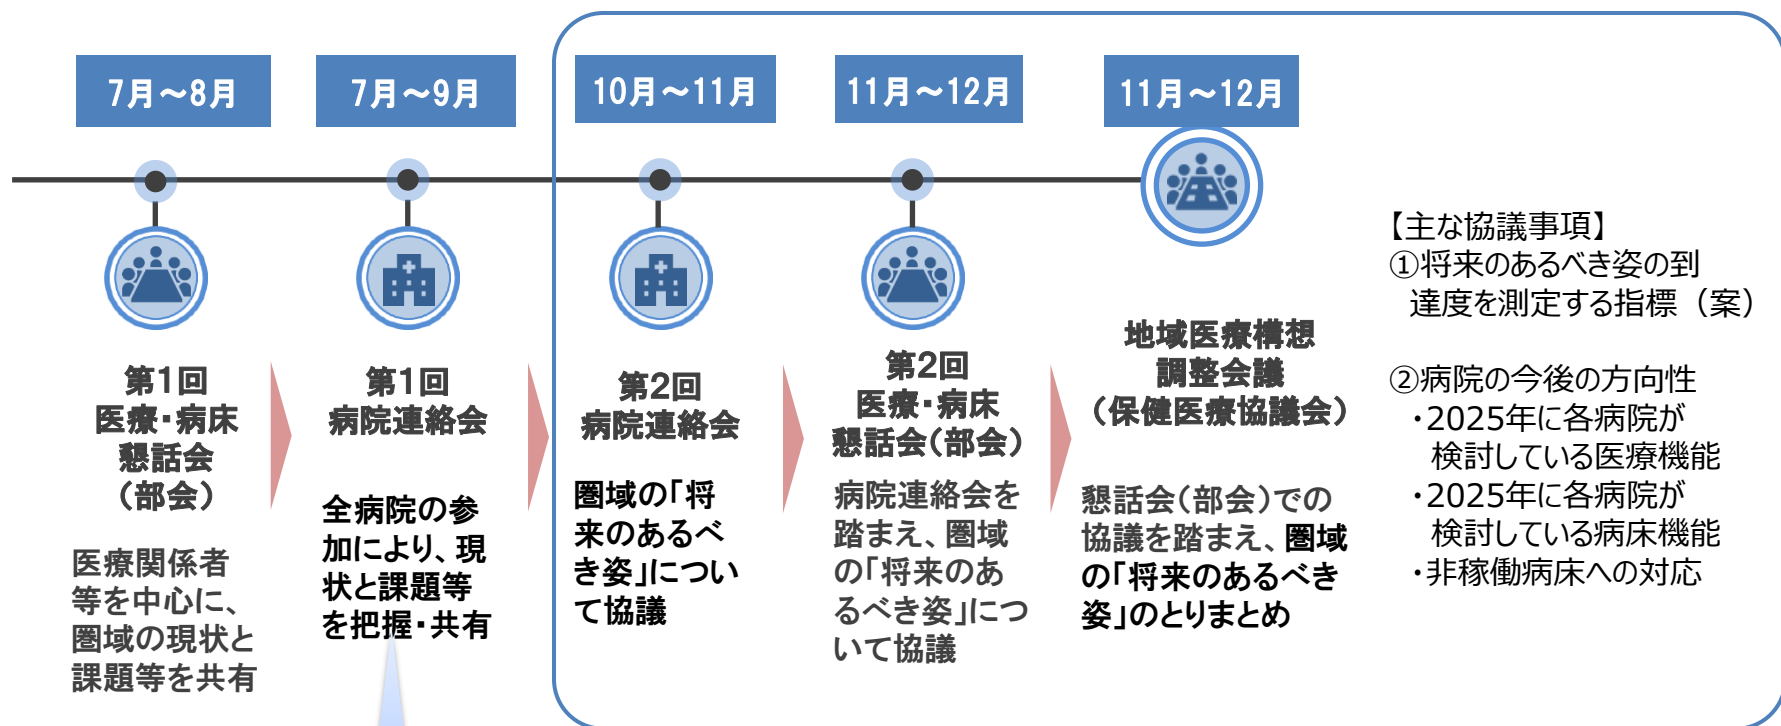 7月～8月
第1回
医療・病床
懇話会
（部会）
医療関係者
等を中心に、
圏域の現状と
課題等を共有
7月～9月
第1回
病院連絡会
全病院の参
加により、現
状と課題等
を把握・共有
10月～11月
第2回
病院連絡会
圏域の「将
来のあるべ
き姿」につい
て協議
11月～12月
第2回
医療・病床
懇話会（部会）
病院連絡会を
踏まえ、圏域
の「将来のあ
るべき姿」につ
いて協議
11月～12月
地域医療構想
調整会議
（保健医療協議会）
懇話会（部会）での
協議を踏まえ、圏域
の「将来のあるべき
姿」のとりまとめ
【主な協議事項】
①将来のあるべき姿の到
達度を測定する指標（案）
②病院の今後の方向性
・2025年に各病院が
検討している医療機能
・2025年に各病院が
検討している病床機能
・非稼働病床への対応